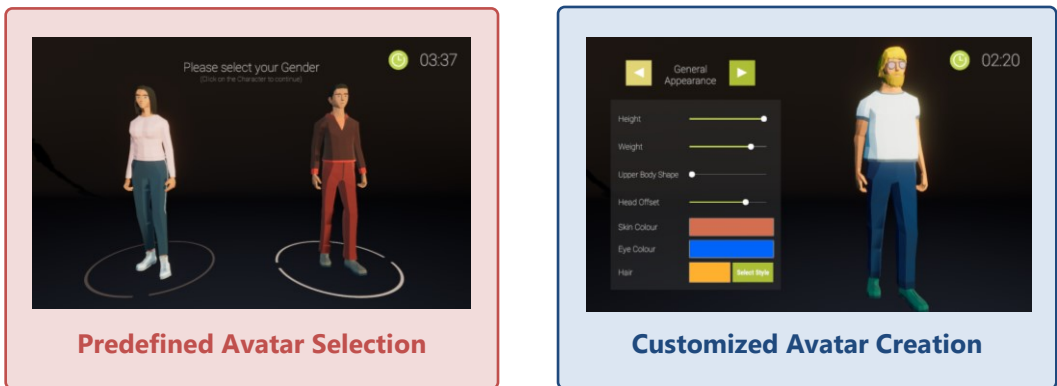 Please select your Gender
(Click on the Character to continue)
03:37
Predefined Avatar Selection
General
Appearance
02:20
Height
Weight
Upper Body Shape
Head Offset
Skin Colour
Eye Colour
Hair
Select Style
Customized Avatar Creation